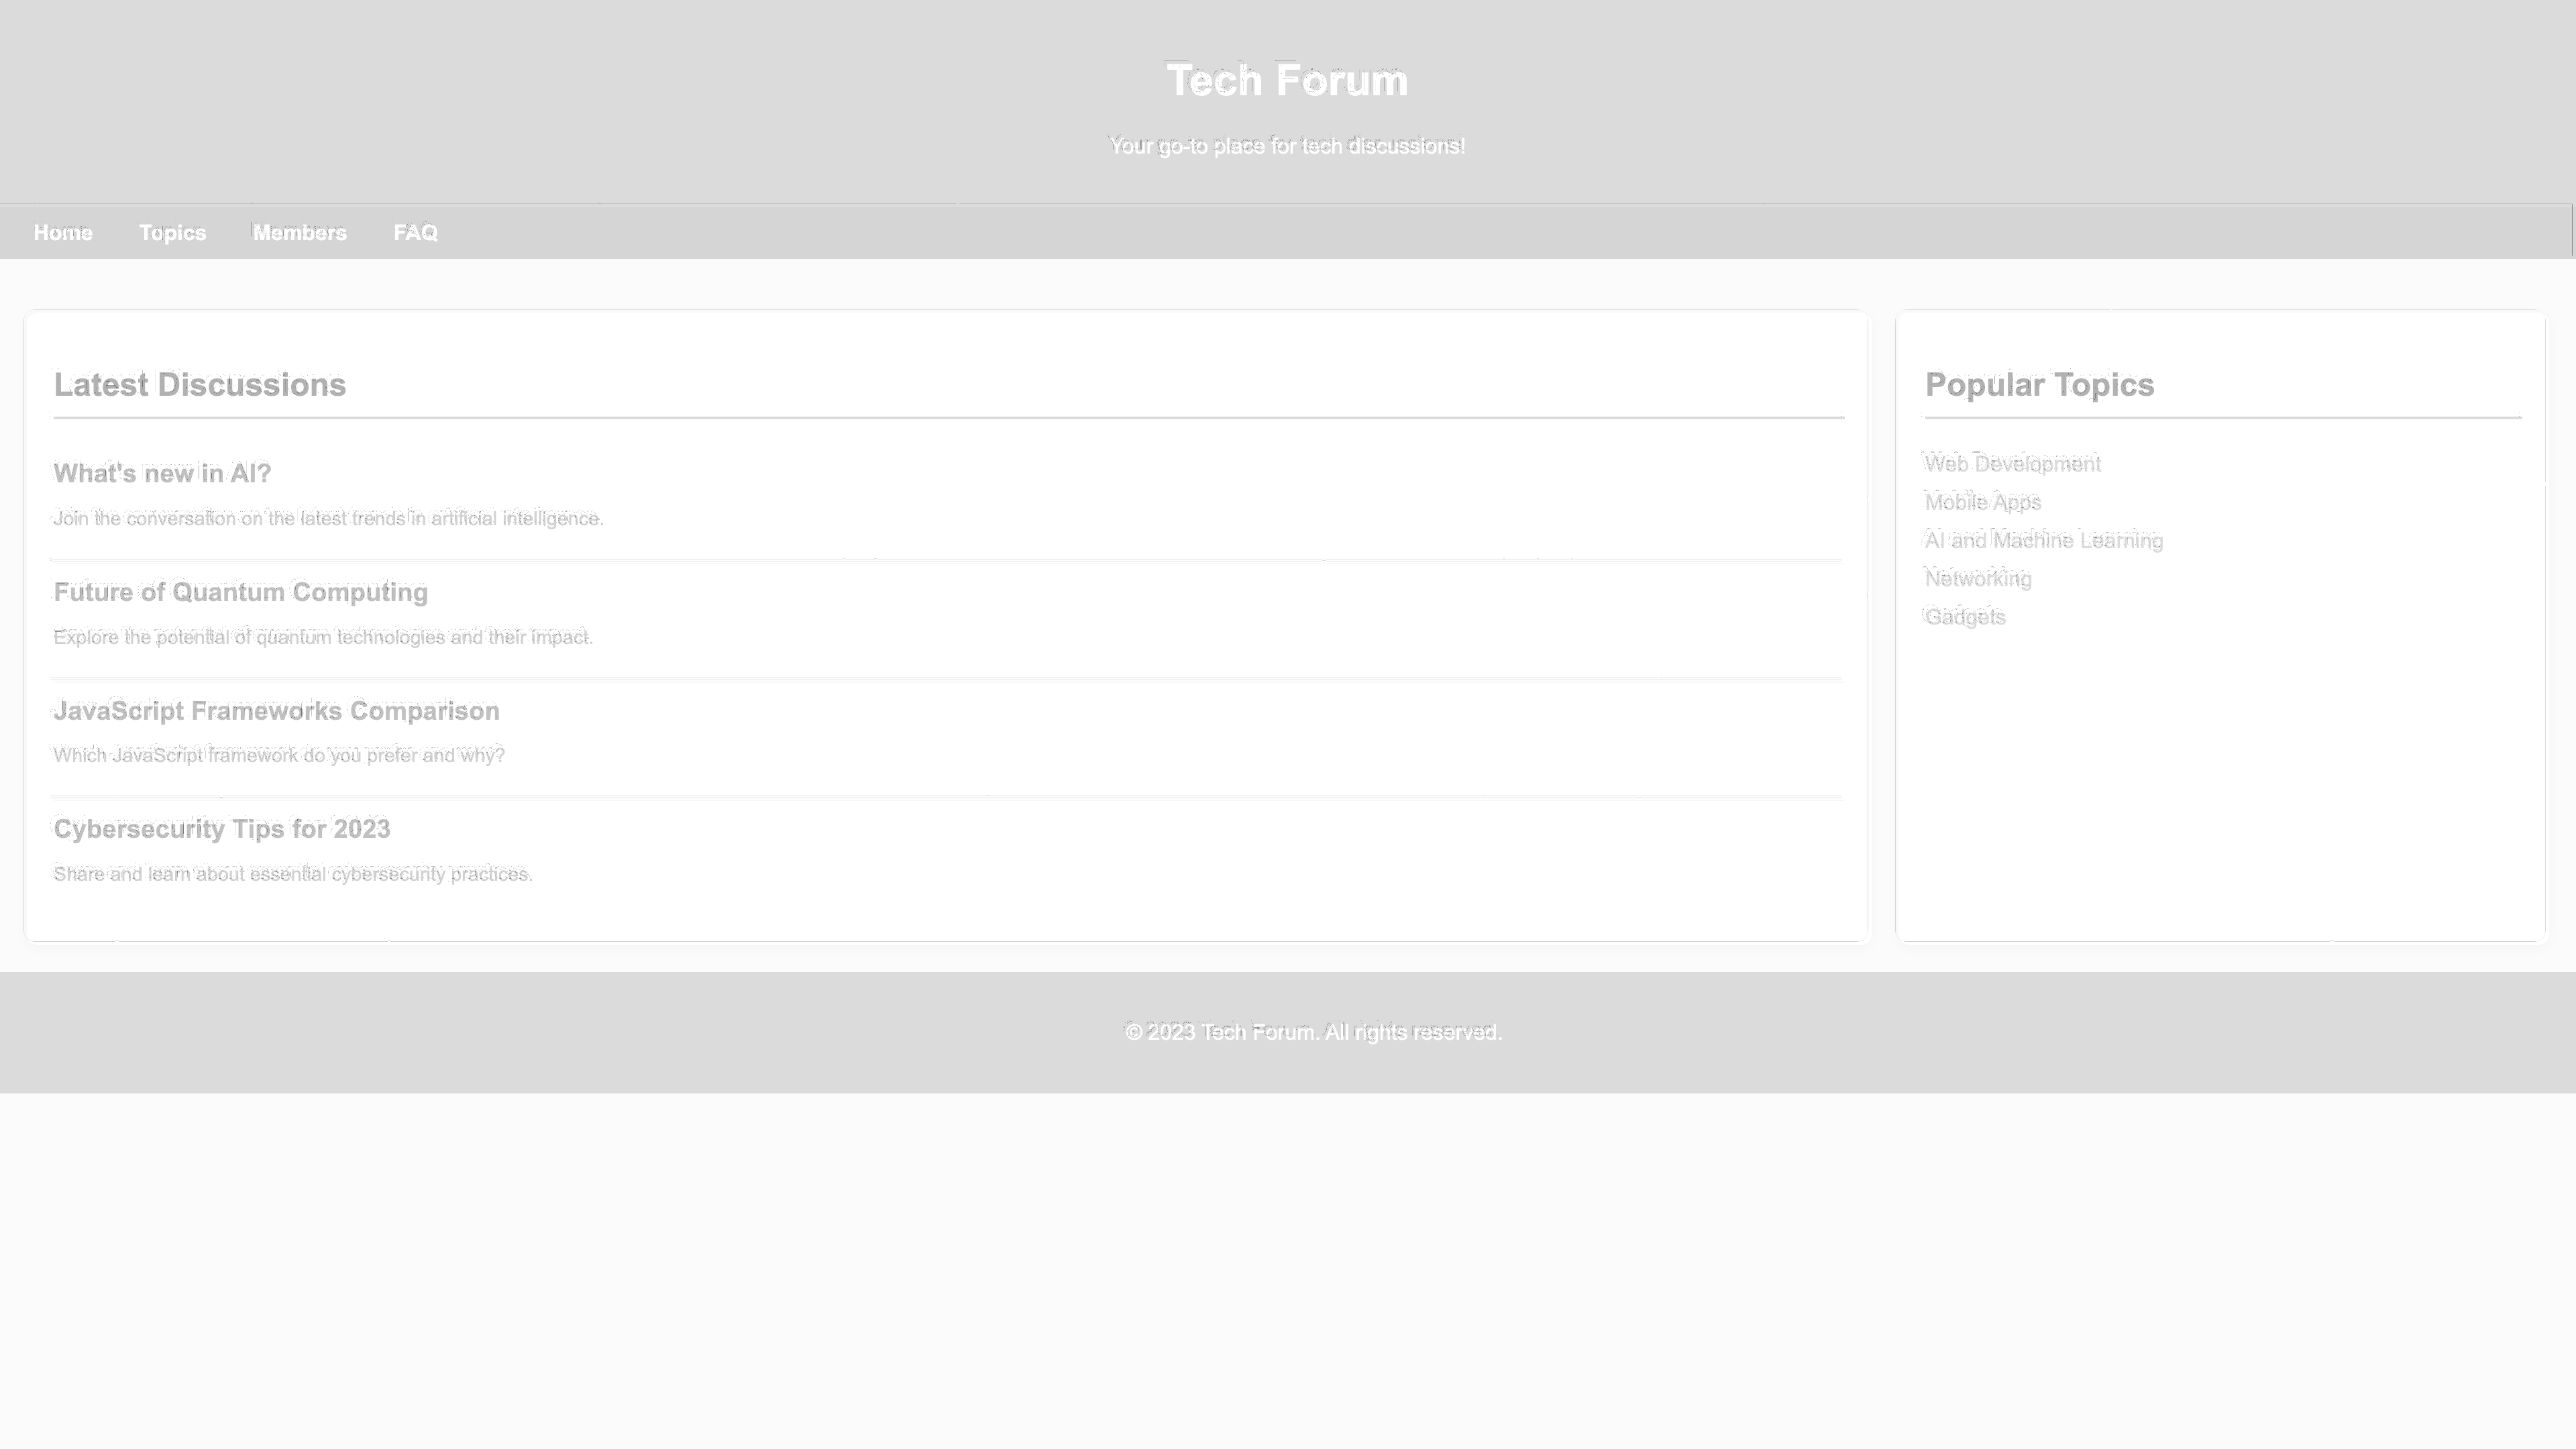 Tech Forum
Your go-to place for tech discussions!
Home Topics Members FAQ
Latest Discussions
What's new in AI?
Join the conversation on the latest trends in artificial intelligence.
Future of Quantum Computing
Explore the potential of quantum technologies and their impact.
JavaScript Frameworks Comparison
Which JavaScript framework do you prefer and why?
Cybersecurity Tips for 2023
Share and learn about essential cybersecurity practices.
Popular Topics
Web Development
Mobile Apps
AI and Machine Learning
Networking
Gadgets
© 2023 Tech Forum. All rights reserved.